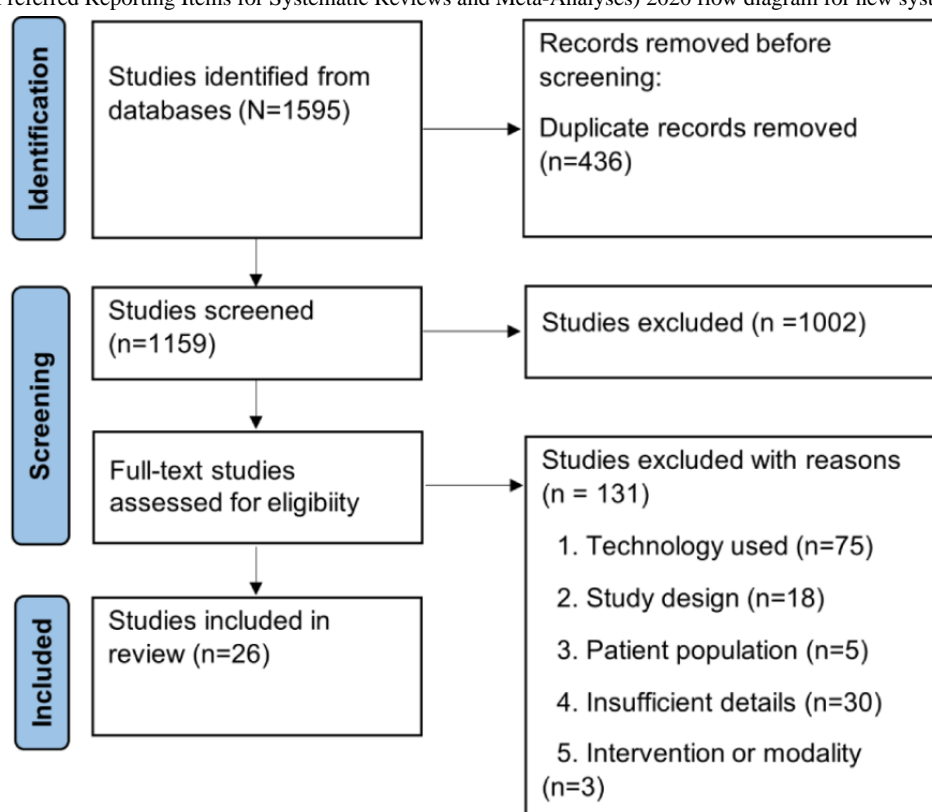 Preferred Reporting Items for Systematic Reviews and Meta-Analyses) 2020 flow diagram for new
Identification
Studies identified from
databases (N=1595)
Records removed before
screening:
Duplicate records removed
(n=436)
Screening
Studies screened
(n=1159)
Studies excluded (n =1002)
Full-text studies
assessed for eligibiity
Studies excluded with reasons
(n = 131)
1. Technology used (n=75)
2. Study design (n=18)
3. Patient population (n=5)
4. Insufficient details (n=30)
5. Intervention or modality
(n=3)
Included
Studies included in
review (n=26)